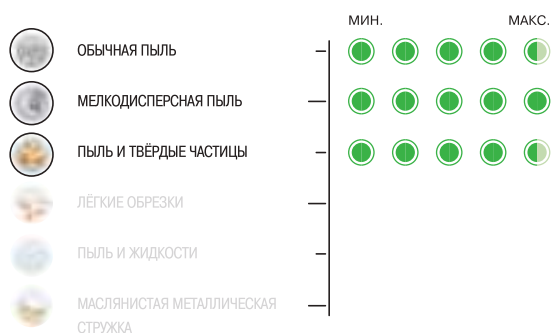 МИН. МАКС.
ОБЫЧНАЯ ПЫЛЬ
МЕЛКОДИСПЕРСНАЯ ПЫЛЬ
ПЫЛЬ И ТВЁРДЫЕ ЧАСТИЦЫ
ЛЁГКИЕ ОБРЕЗКИ
ПЫЛЬ И ЖИДКОСТИ
МАСЛЯНИСТАЯ МЕТАЛЛИЧЕСКАЯ
СТРУЖКА